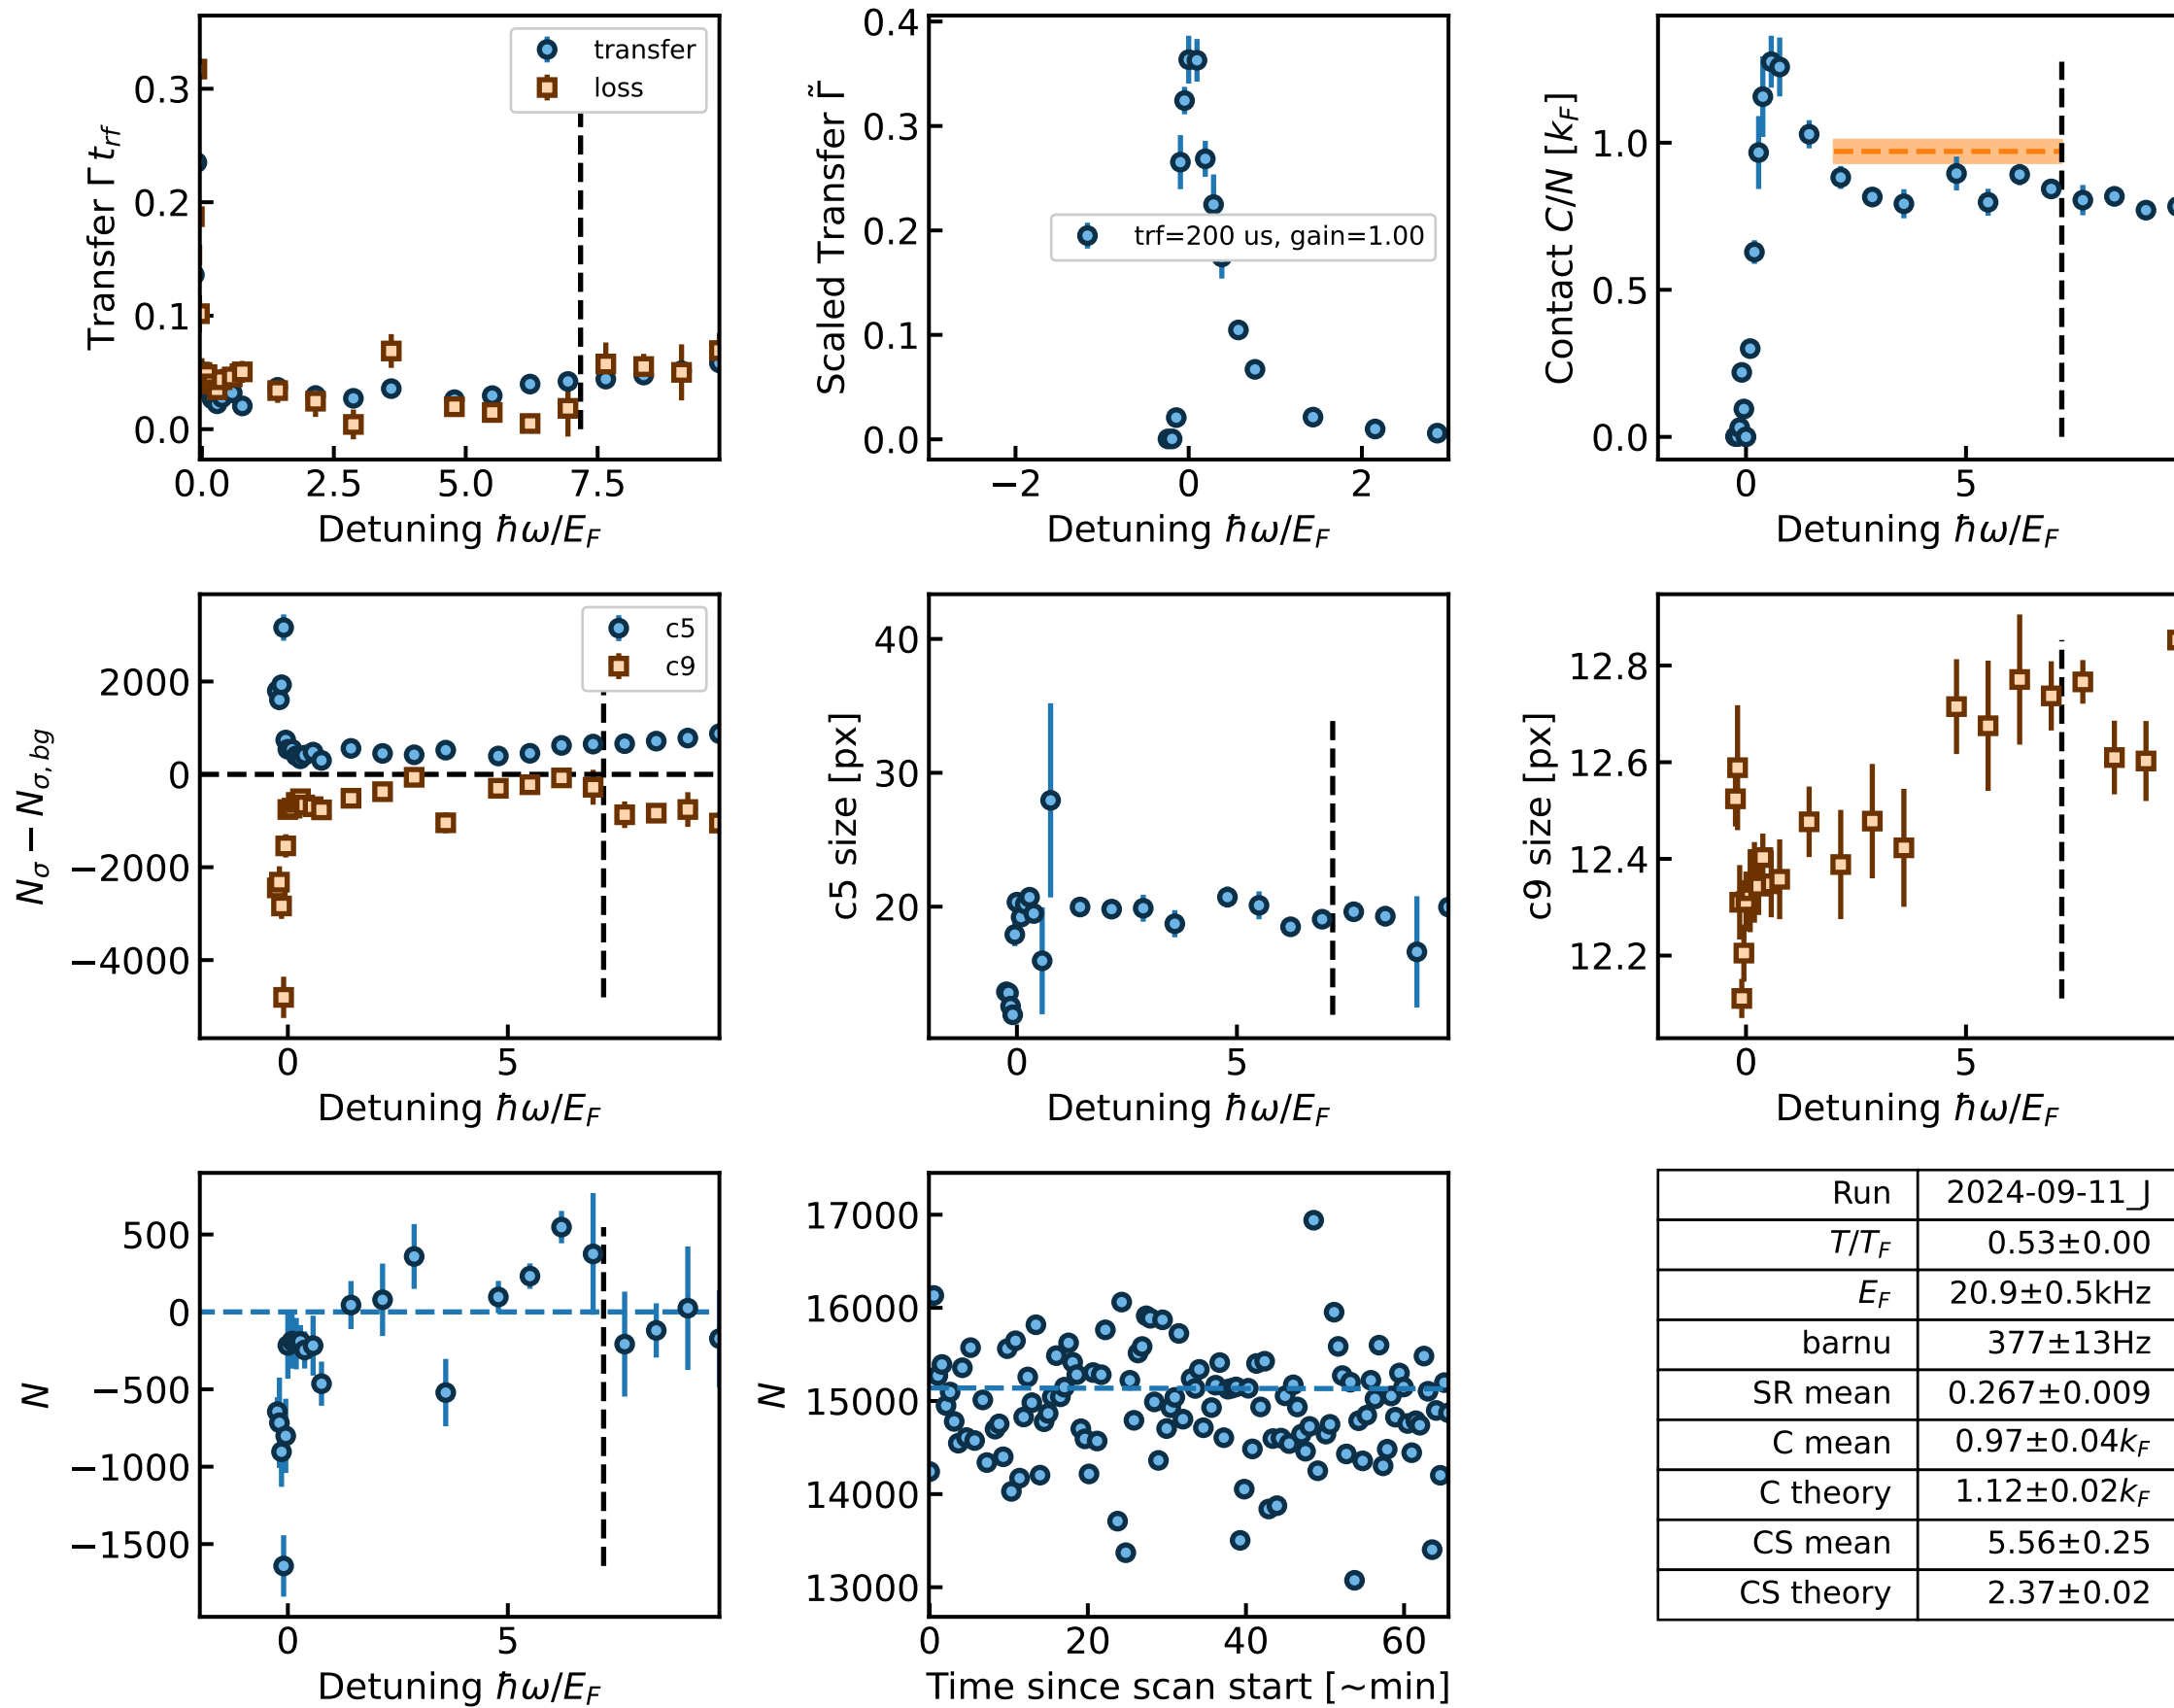 transfer
loss
0.3
0.2
0.1
0.0
Transfer Γ t_rf
0.0 2.5 5.0 7.5
Detuning ħω/E_F
0.4
0.3
0.2
0.1
0.0
Scaled Transfer Γ̃
trf=200 us, gain=1.00
−2 0 2
Detuning ħω/E_F
1.0
0.5
0.0
Contact C/N [k_F]
0 5
Detuning ħω/E_F
c5
c9
2000
0
−2000
−4000
N_σ − N_σ,bg
0 5
Detuning ħω/E_F
40
30
20
c5 size [px]
0 5
Detuning ħω/E_F
12.8
12.6
12.4
12.2
c9 size [px]
0 5
Detuning ħω/E_F
500
0
−500
−1000
−1500
N
0 5
Detuning ħω/E_F
17000
16000
15000
14000
13000
N
0 20 40 60
Time since scan start [~min]
Run 2024-09-11_J
T/T_F 0.53±0.00
E_F 20.9±0.5kHz
barnu 377±13Hz
SR mean 0.267±0.009
C mean 0.97±0.04k_F
C theory 1.12±0.02k_F
CS mean 5.56±0.25
CS theory 2.37±0.02